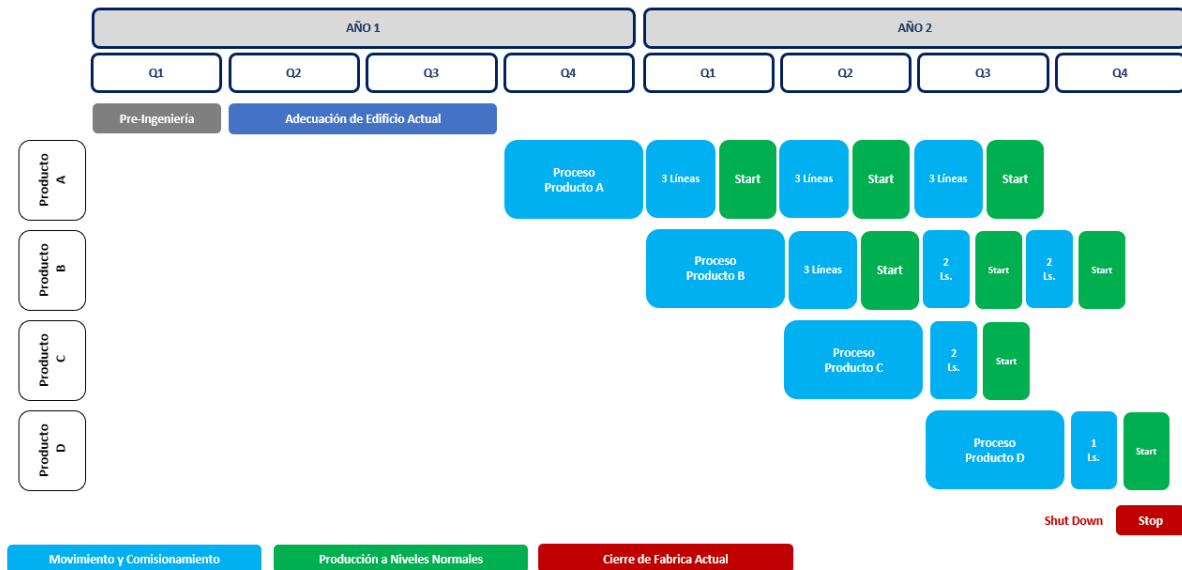 AÑO 1
AÑO 2
Q1
Q2
Q3
Q4
Q1
Q2
Q3
Q4
Pre-Ingeniería
Adecuación de Edificio Actual
Producto
A
Proceso
Producto A
3 Líneas
Start
3 Líneas
Start
3 Líneas
Start
Producto
B
Proceso
Producto B
3 Líneas
Start
2
Ls.
Start
2
Ls.
Start
Producto
C
Proceso
Producto C
2
Ls.
Start
Producto
D
Proceso
Producto D
1
Ls.
Start
Shut Down
Stop
Movimiento y Comisionamiento
Producción a Niveles Normales
Cierre de Fabrica Actual